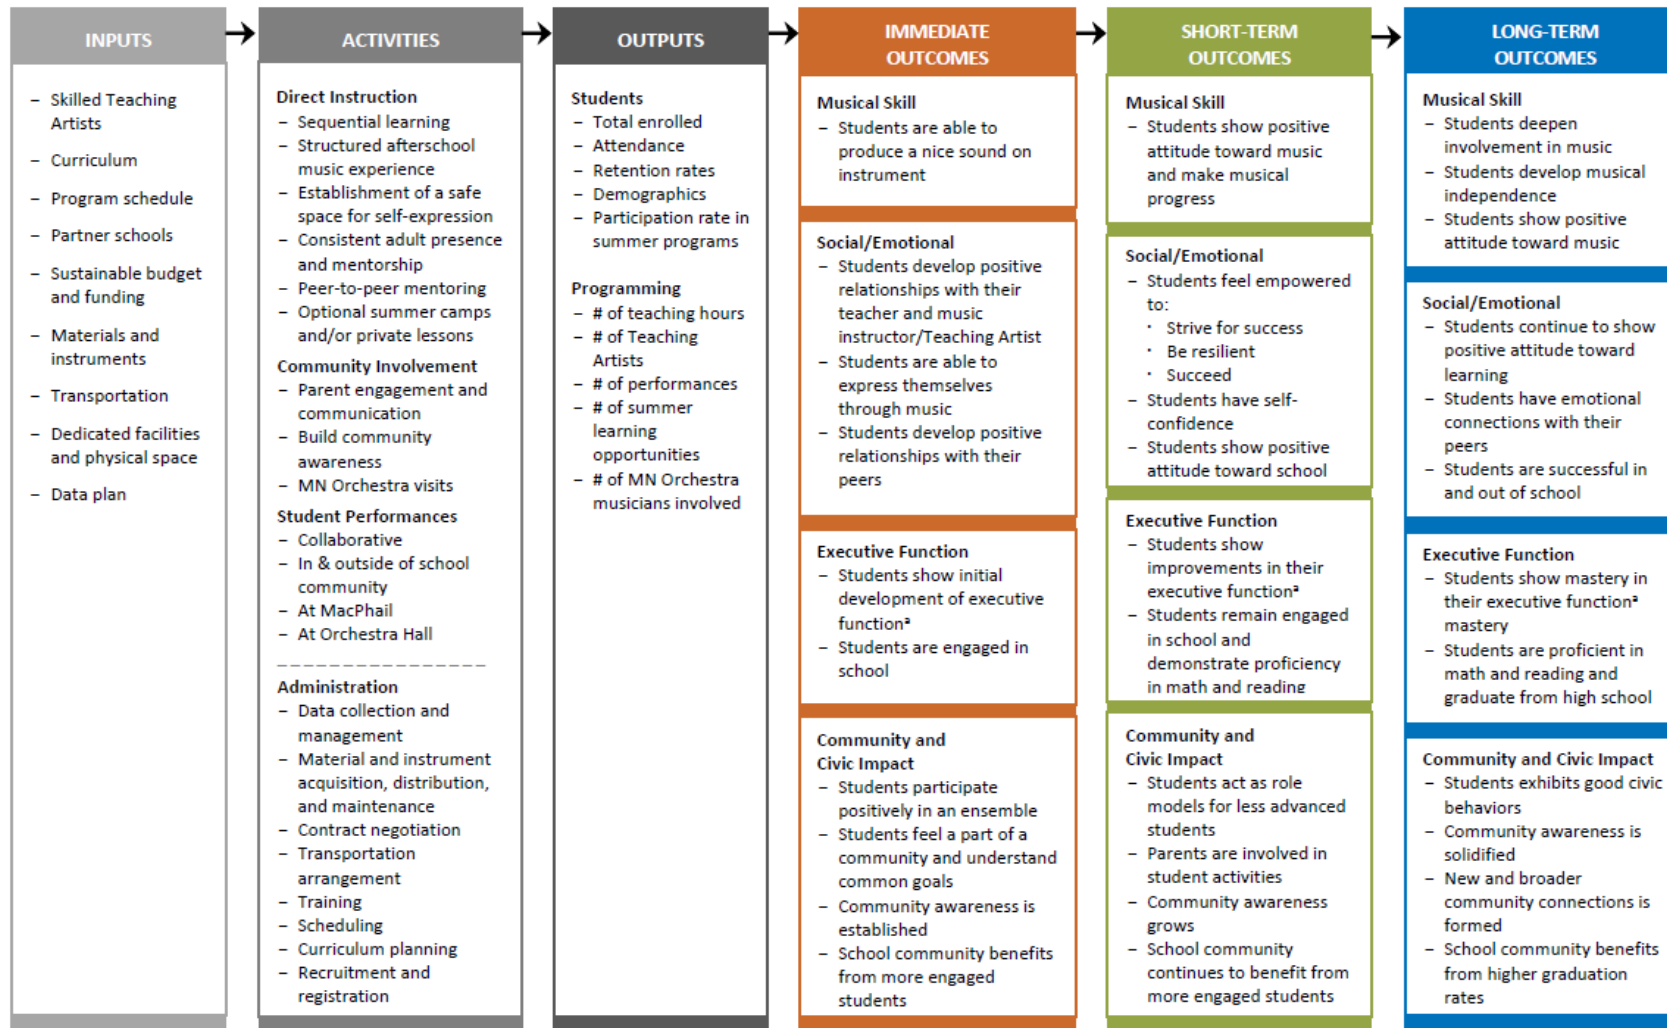 INPUTS
– Skilled Teaching
Artists
– Curriculum
– Program schedule
– Partner schools
– Sustainable budget
and funding
– Materials and
instruments
– Transportation
– Dedicated facilities
and physical space
– Data plan
ACTIVITIES
Direct Instruction
– Sequential learning
– Structured afterschool
music experience
– Establishment of a safe
space for self-expression
– Consistent adult presence
and mentorship
– Peer-to-peer mentoring
– Optional summer camps
and/or private lessons
Community Involvement
– Parent engagement and
communication
– Build community
awareness
– MN Orchestra visits
Student Performances
– Collaborative
– In & outside of school
community
– At MacPhail
– At Orchestra Hall
Administration
– Data collection and
management
– Material and instrument
acquisition, distribution,
and maintenance
– Contract negotiation
– Transportation
arrangement
– Training
– Scheduling
– Curriculum planning
– Recruitment and
registration
OUTPUTS
Students
– Total enrolled
– Attendance
– Retention rates
– Demographics
– Participation rate in
summer programs
Programming
– # of teaching hours
– # of Teaching
Artists
– # of performances
– # of summer
learning
opportunities
– # of MN Orchestra
musicians involved
IMMEDIATE
OUTCOMES
Musical Skill
– Students are able to
produce a nice sound on
instrument
Social/Emotional
– Students develop positive
relationships with their
teacher and music
instructor/Teaching Artist
– Students are able to
express themselves
through music
– Students develop positive
relationships with their
peers
Executive Function
– Students show initial
development of executive
functionᵃ
– Students are engaged in
school
Community and
Civic Impact
– Students participate
positively in an ensemble
– Students feel a part of a
community and understand
common goals
– Community awareness is
established
– School community benefits
from more engaged
students
SHORT-TERM
OUTCOMES
Musical Skill
– Students show positive
attitude toward music
and make musical
progress
Social/Emotional
– Students feel empowered
to:
· Strive for success
· Be resilient
· Succeed
– Students have self-
confidence
– Students show positive
attitude toward school
Executive Function
– Students show
improvements in their
executive functionᵃ
– Students remain engaged
in school and
demonstrate proficiency
in math and reading
Community and
Civic Impact
– Students act as role
models for less advanced
students
– Parents are involved in
student activities
– Community awareness
grows
– School community
continues to benefit from
more engaged students
LONG-TERM
OUTCOMES
Musical Skill
– Students deepen
involvement in music
– Students develop musical
independence
– Students show positive
attitude toward music
Social/Emotional
– Students continue to show
positive attitude toward
learning
– Students have emotional
connections with their
peers
– Students are successful in
and out of school
Executive Function
– Students show mastery in
their executive functionᵃ
mastery
– Students are proficient in
math and reading and
graduate from high school
Community and Civic Impact
– Students exhibits good civic
behaviors
– Community awareness is
solidified
– New and broader
community connections is
formed
– School community benefits
from higher graduation
rates